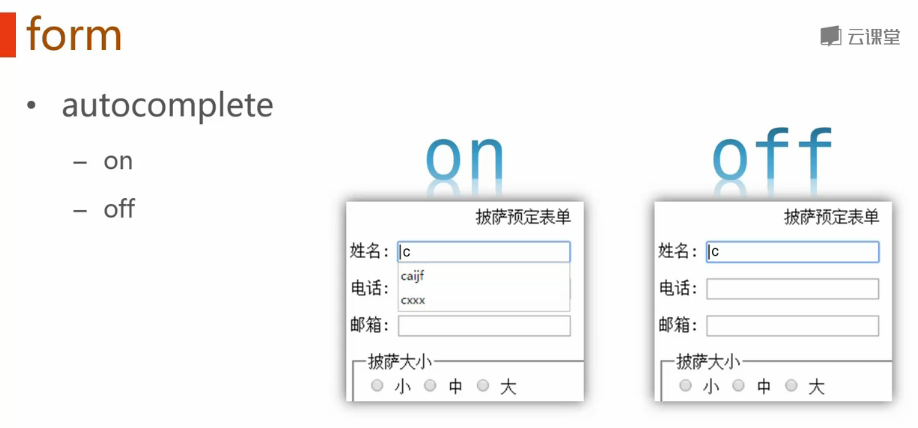 form
云课堂
• autocomplete
– on
– off
on
披萨预定表单
姓名: c
caijf
cxxx
电话:
邮箱:
披萨大小
小 中 大
off
披萨预定表单
姓名: c
电话:
邮箱:
披萨大小
小 中 大